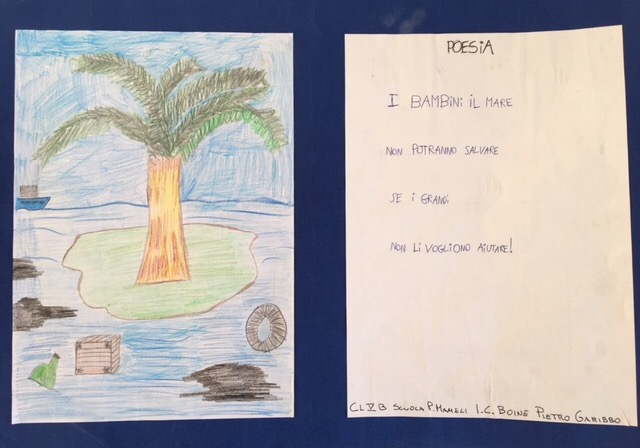 POESIA
I BAMBINI IL MARE
NON POTRANNO SALVARE
SE I GRANDI
NON LI VOGLIONO AIUTARE!
CL VB SCUOLA P. MAMELI I.C. BOINE PIETRO GARIBBO